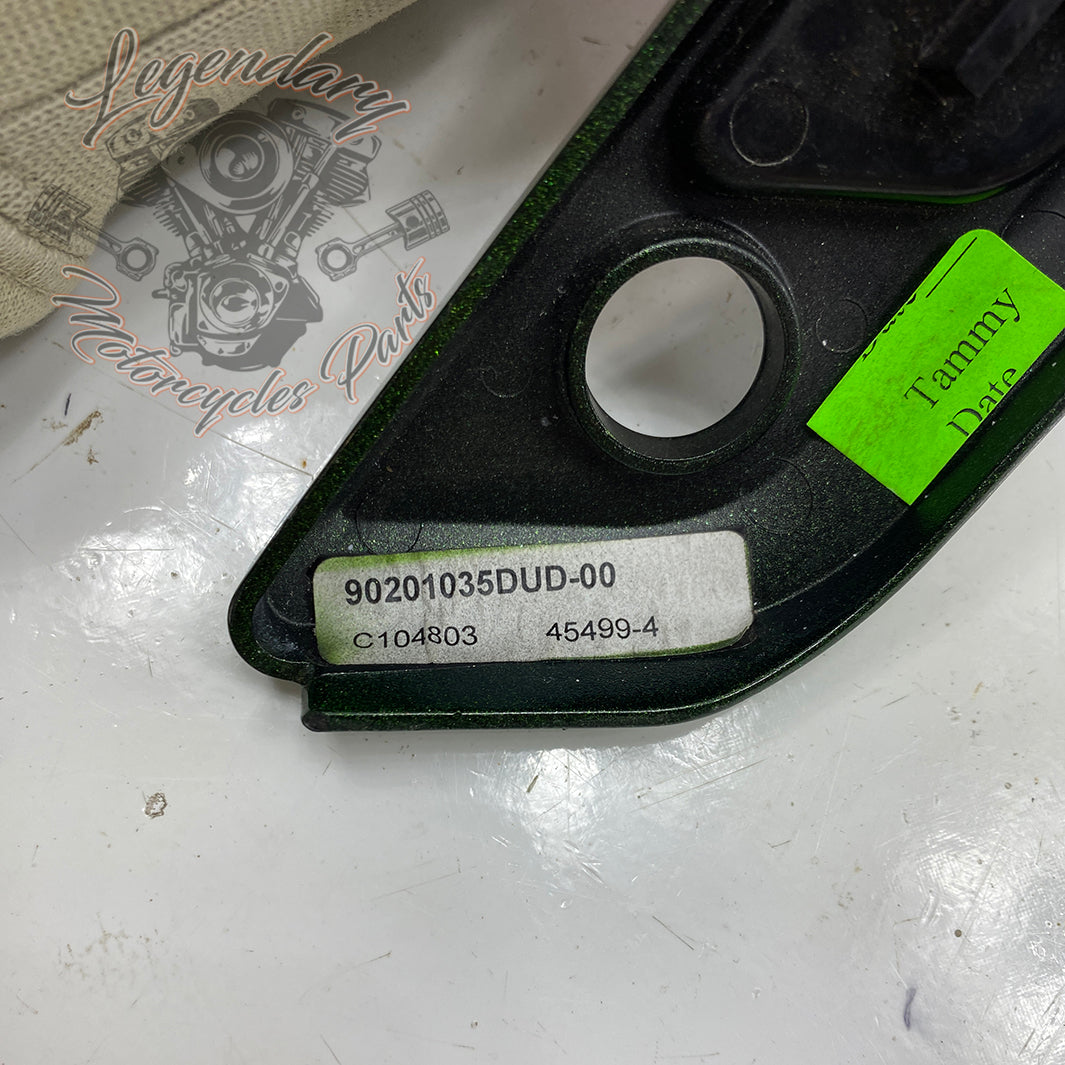 Legendary
Motorcycles Parts
Tammy
Date
90201035DUD-00
C104803 45499-4